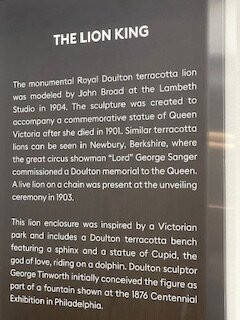 THE LION KING
The monumental Royal Doulton terracotta lion
was modeled by John Broad at the Lambeth
Studio in 1904. The sculpture was created to
accompany a commemorative statue of Queen
Victoria after she died in 1901. Similar terracotta
lions can be seen in Newbury, Berkshire, where
the great circus showman "Lord" George Sanger
commissioned a Doulton memorial to the Queen.
A live lion on a chain was present at the unveiling
ceremony in 1903.
This lion enclosure was inspired by a Victorian
park and includes a Doulton terracotta bench
featuring a sphinx and a statue of Cupid, the
god of love, riding on a dolphin. Doulton sculptor
George Tinworth initially conceived the figure as
part of a fountain shown at the 1876 Centennial
Exhibition in Philadelphia.